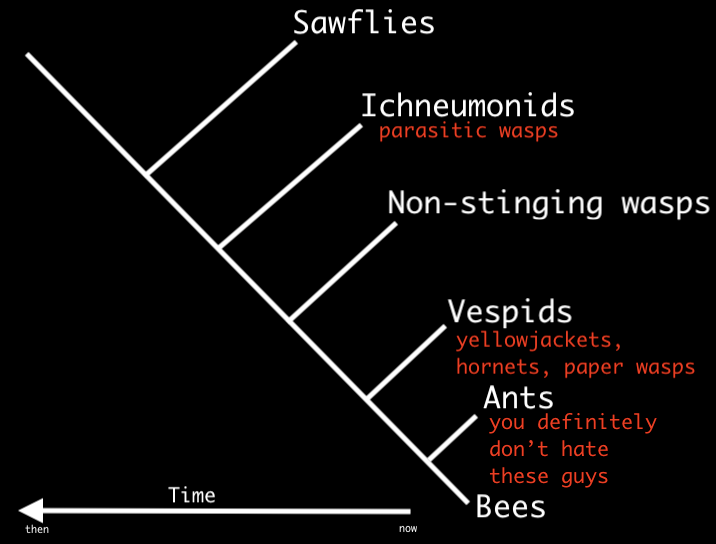 Sawflies
Ichneumonids
parasitic wasps
Non-stinging wasps
Vespids
yellowjackets,
hornets, paper wasps
Ants
you definitely
don’t hate
these guys
Bees
Time
then
now